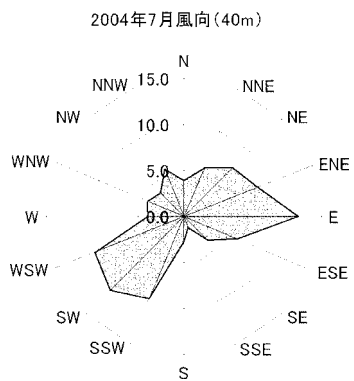 2004年7月風向(40m)
N
NNW
15.0
NNE
NW
10.0
NE
WNW
5.0
ENE
W
0.0
E
WSW
ESE
SW
SE
SSW
SSE
S